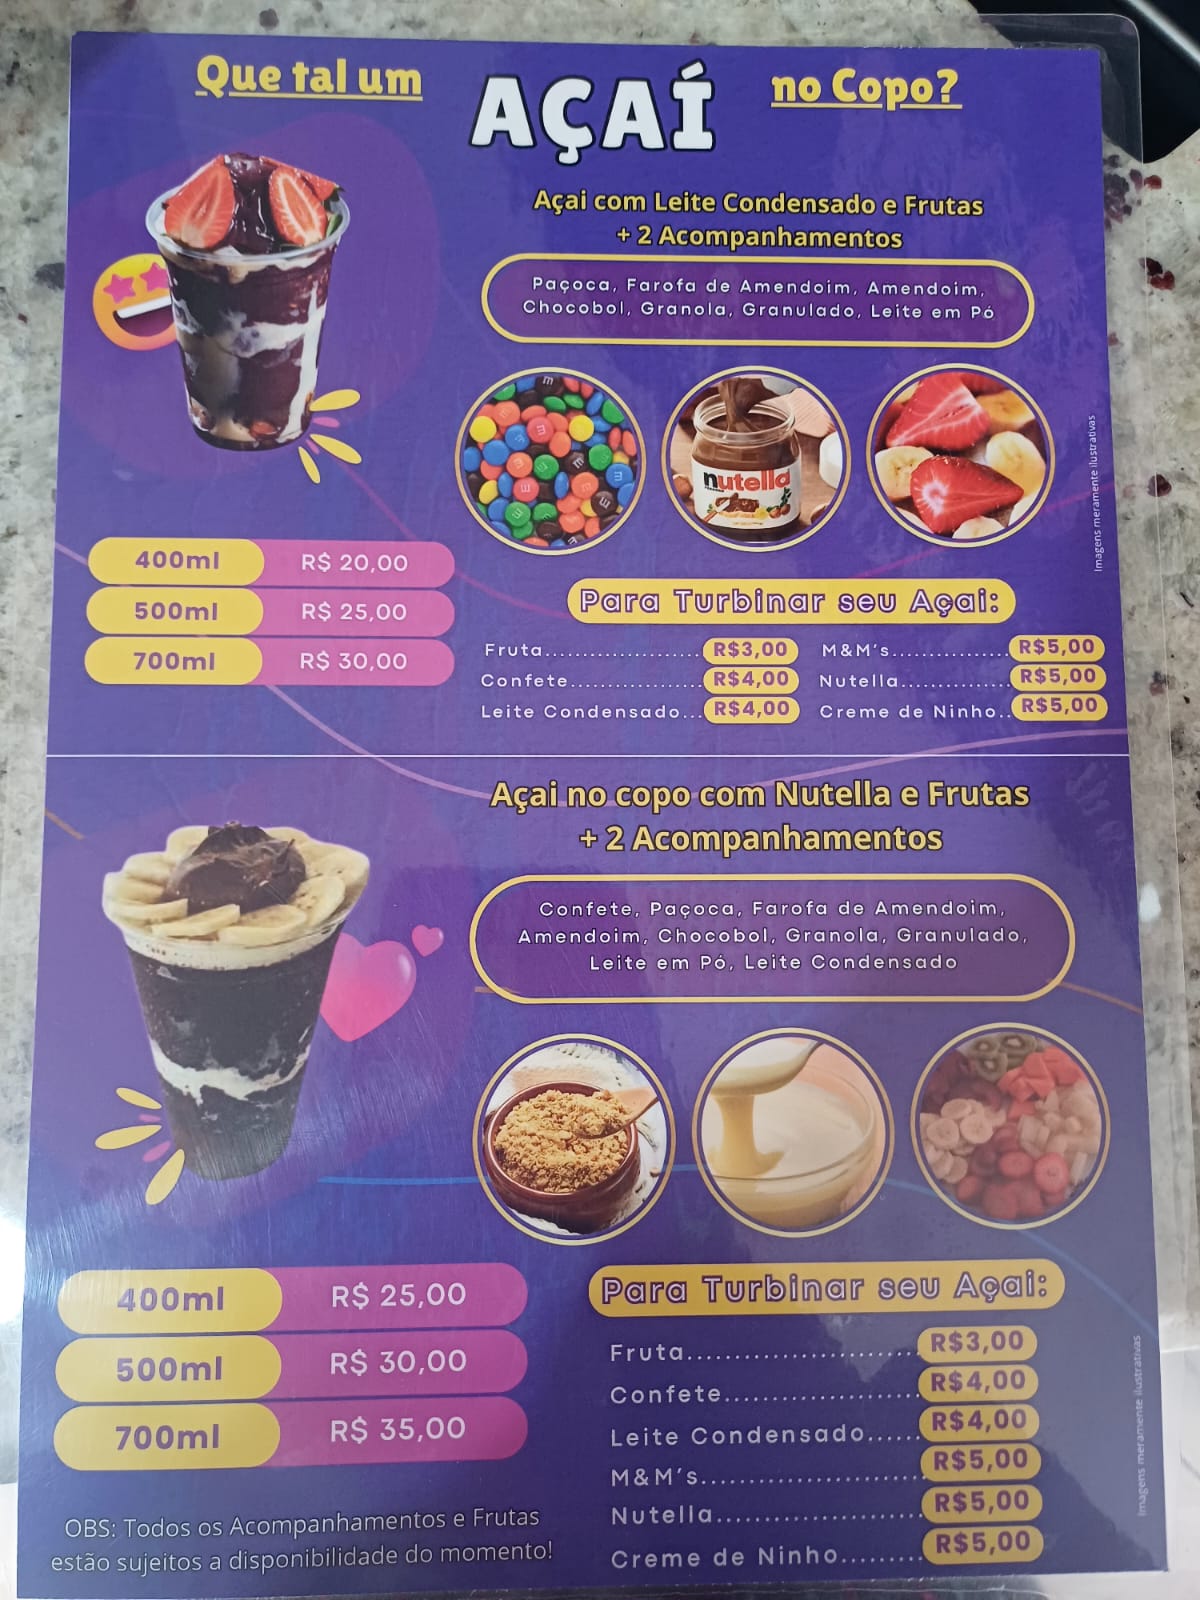 Que tal um AÇAÍ no Copo?
Açai com Leite Condensado e Frutas
+ 2 Acompanhamentos
Paçoca, Farofa de Amendoim, Amendoim,
Chocobol, Granola, Granulado, Leite em Pó
nutella
Imagens meramente ilustrativas
400ml R$ 20,00
500ml R$ 25,00
700ml R$ 30,00
Para Turbinar seu Açai:
Fruta...................... R$3,00 M&M's................. R$5,00
Confete................... R$4,00 Nutella............... R$5,00
Leite Condensado... R$4,00 Creme de Ninho.. R$5,00
Açai no copo com Nutella e Frutas
+ 2 Acompanhamentos
Confete, Paçoca, Farofa de Amendoim,
Amendoim, Chocobol, Granola, Granulado,
Leite em Pó, Leite Condensado
400ml R$ 25,00
500ml R$ 30,00
700ml R$ 35,00
Para Turbinar seu Açai:
Fruta........................ R$3,00
Confete.................... R$4,00
Leite Condensado...... R$4,00
M&M's....................... R$5,00
Nutella..................... R$5,00
Creme de Ninho......... R$5,00
Imagens meramente ilustrativas
OBS: Todos os Acompanhamentos e Frutas
estão sujeitos a disponibilidade do momento!